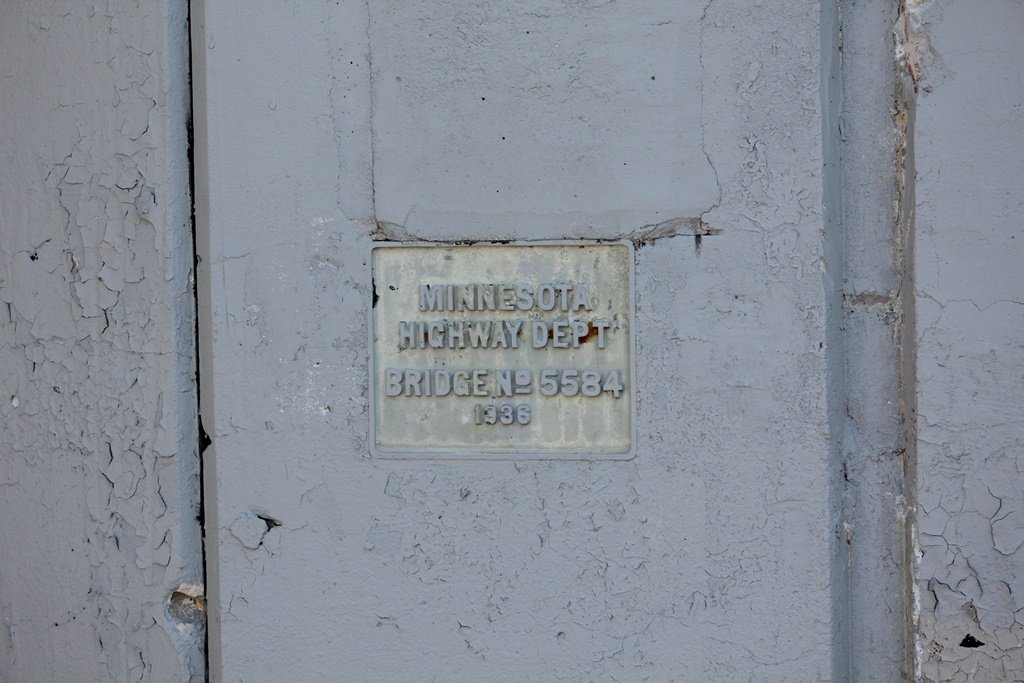 MINNESOTA
HIGHWAY DEPT
BRIDGE Nº 5584
1936